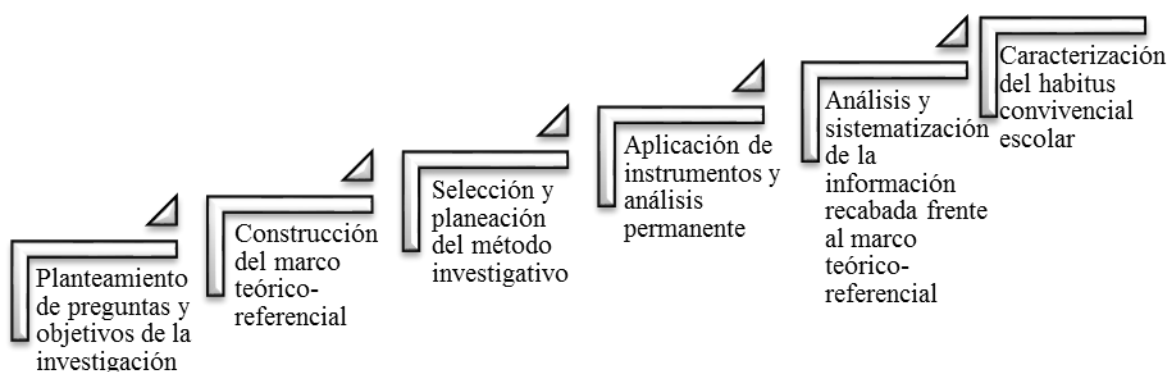 Planteamiento
de preguntas y
objetivos de la
investigación
Construcción
del marco
teórico-
referencial
Selección y
planeación
del método
investigativo
Aplicación de
instrumentos y
análisis
permanente
Análisis y
sistematización
de la
información
recabada frente
al marco
teórico-
referencial
Caracterización
del habitus
convivencial
escolar